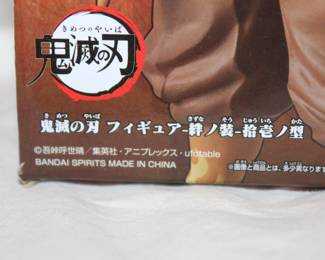 きめつのやいば
鬼滅の刃
きめつ やいば きずな そう じゅういち かた
鬼滅の刃 フィギュア-絆ノ装-拾壱ノ型
©吾峠呼世晴／集英社・アニプレックス・ufotable
BANDAI SPIRITS MADE IN CHINA
※画像と商品とは、多少異なります